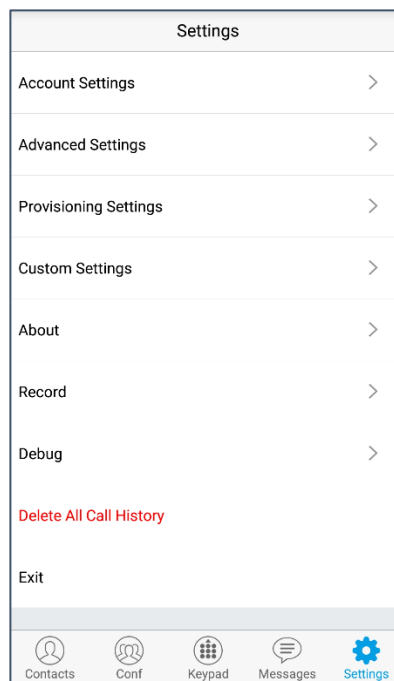 Settings
Account Settings
Advanced Settings
Provisioning Settings
Custom Settings
About
Record
Debug
Delete All Call History
Exit
Contacts Conf Keypad Messages Settings